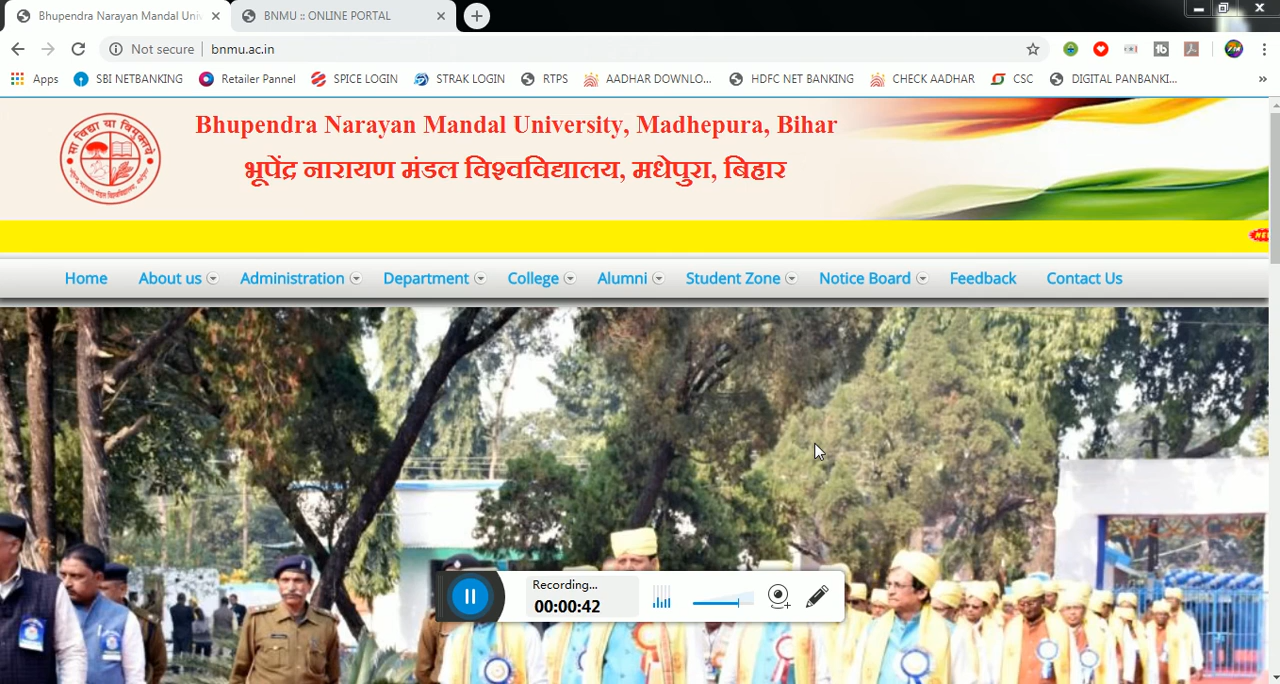 Bhupendra Narayan Mandal Univ
BNMU :: ONLINE PORTAL
Not secure
bnmu.ac.in
Apps
SBI NETBANKING
Retailer Pannel
SPICE LOGIN
STRAK LOGIN
RTPS
AADHAR DOWNLO...
HDFC NET BANKING
CHECK AADHAR
CSC
DIGITAL PANBANKI...
»
Bhupendra Narayan Mandal University, Madhepura, Bihar
भूपेंद्र नारायण मंडल विश्वविद्यालय, मधेपुरा, बिहार
सा विद्या या विमुक्तये
Home
About us
Administration
Department
College
Alumni
Student Zone
Notice Board
Feedback
Contact Us
Recording...
00:00:42